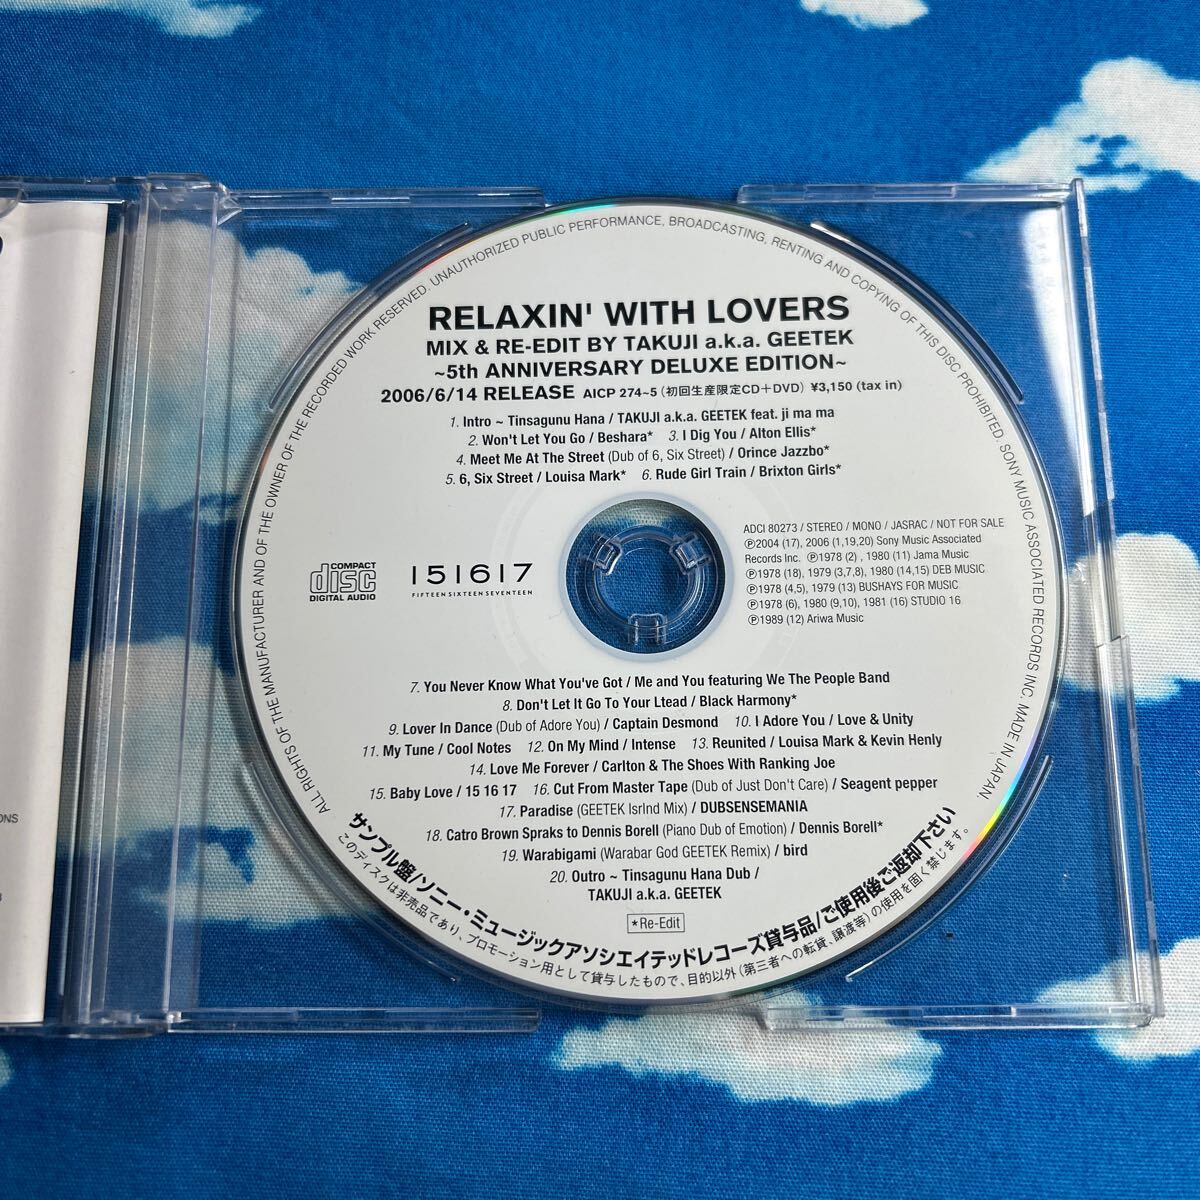 ALL RIGHTS OF THE MANUFACTURER AND OF THE OWNER OF THE RECORDED WORK RESERVED. UNAUTHORIZED PUBLIC PERFORMANCE, BROADCASTING, RENTING AND COPYING OF THIS DISC PROHIBITED. SONY MUSIC ASSOCIATED RECORDS INC. MADE IN JAPAN.
RELAXIN' WITH LOVERS
MIX & RE-EDIT BY TAKUJI a.k.a. GEETEK
~5th ANNIVERSARY DELUXE EDITION~
2006/6/14 RELEASE AICP 274~5 (初回生産限定CD+DVD) ¥3,150 (tax in)
1. Intro ~ Tinsagunu Hana / TAKUJI a.k.a. GEETEK feat. ji ma ma
2. Won't Let You Go / Beshara* 3. I Dig You / Alton Ellis*
4. Meet Me At The Street (Dub of 6, Six Street) / Orince Jazzbo*
5. 6, Six Street / Louisa Mark* 6. Rude Girl Train / Brixton Girls*
ADCI 80273 / STEREO / MONO / JASRAC / NOT FOR SALE
℗2004 (17), 2006 (1,19,20) Sony Music Associated
Records Inc. ℗1978 (2) , 1980 (11) Jama Music
℗1978 (18), 1979 (3,7,8), 1980 (14,15) DEB MUSIC
℗1978 (4,5), 1979 (13) BUSHAYS FOR MUSIC
℗1978 (6), 1980 (9,10), 1981 (16) STUDIO 16
℗1989 (12) Ariwa Music
COMPACT
disc
DIGITAL AUDIO
151617
FIFTEEN SIXTEEN SEVENTEEN
7. You Never Know What You've Got / Me and You featuring We The People Band
8. Don't Let It Go To Your Ltead / Black Harmony*
9. Lover In Dance (Dub of Adore You) / Captain Desmond 10. I Adore You / Love & Unity
11. My Tune / Cool Notes 12. On My Mind / Intense 13. Reunited / Louisa Mark & Kevin Henly
14. Love Me Forever / Carlton & The Shoes With Ranking Joe
15. Baby Love / 15 16 17 16. Cut From Master Tape (Dub of Just Don't Care) / Seagent pepper
17. Paradise (GEETEK IsrInd Mix) / DUBSENSEMANIA
18. Catro Brown Spraks to Dennis Borell (Piano Dub of Emotion) / Dennis Borell*
19. Warabigami (Warabar God GEETEK Remix) / bird
20. Outro ~ Tinsagunu Hana Dub /
TAKUJI a.k.a. GEETEK
*Re-Edit
サンプル盤/ソニー・ミュージックアソシエイテッドレコーズ貸与品/ご使用後ご返却下さい
このディスクは非売品であり、プロモーション用として貸与したもので、目的以外(第三者への転貸、譲渡等)の使用を固く禁じます。
ONS